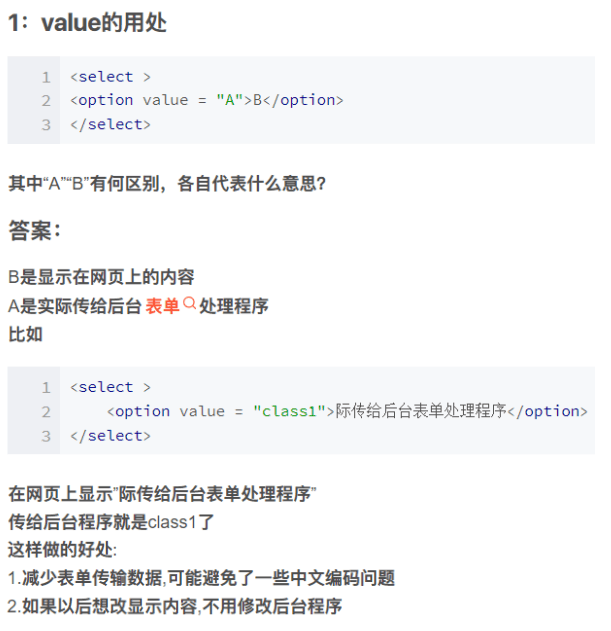 1：value的用处
1 <select >
2 <option value = "A">B</option>
3 </select>
其中“A”“B”有何区别，各自代表什么意思？
答案：
B是显示在网页上的内容
A是实际传给后台 表单 处理程序
比如
1 <select >
2 <option value = "class1">际传给后台表单处理程序</option>
3 </select>
在网页上显示”际传给后台表单处理程序”
传给后台程序就是class1了
这样做的好处:
1.减少表单传输数据,可能避免了一些中文编码问题
2.如果以后想改显示内容,不用修改后台程序